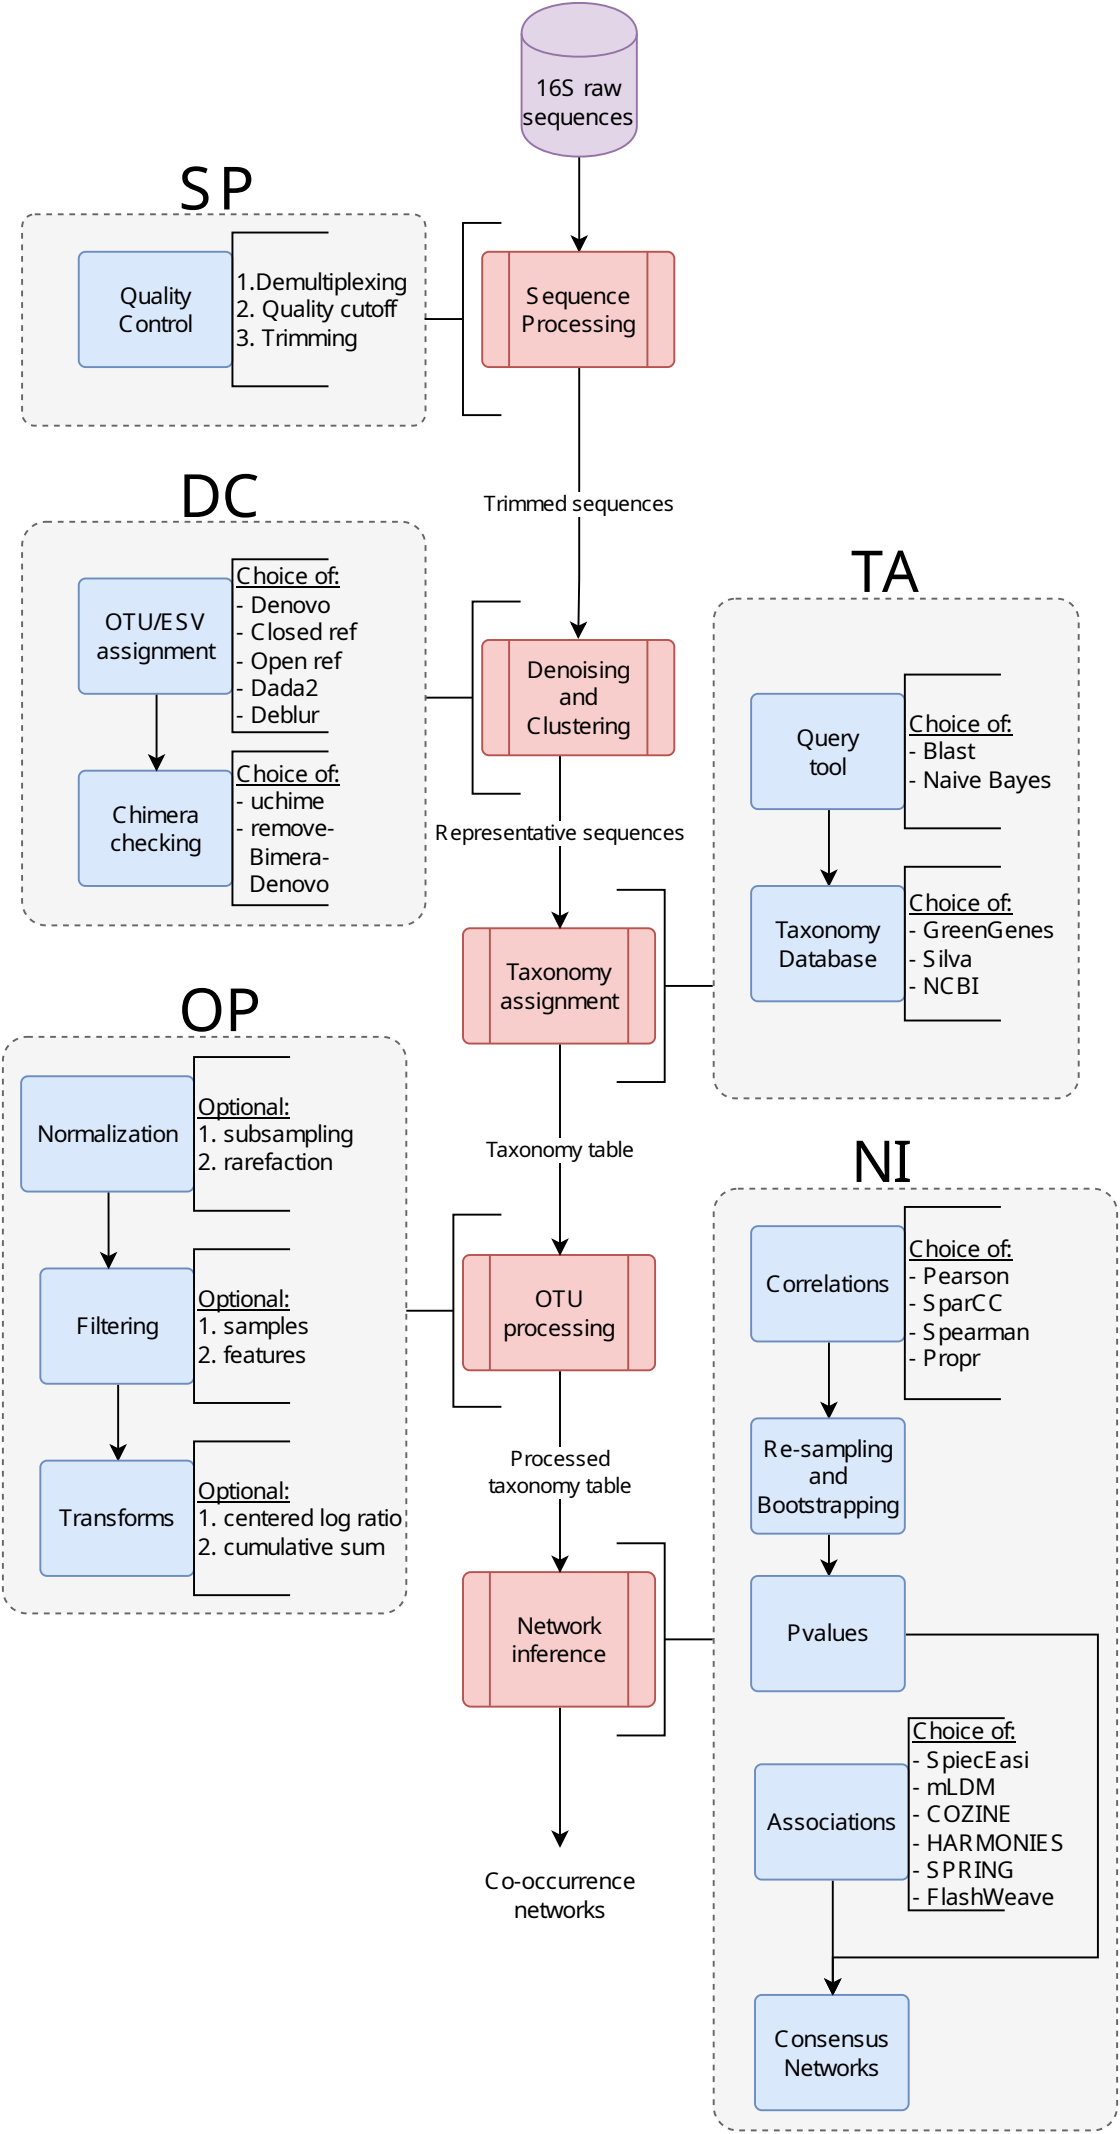 16S raw
sequences
SP
Quality
Control
1.Demultiplexing
2. Quality cutoff
3. Trimming
Sequence
Processing
Trimmed sequences
DC
OTU/ESV
assignment
Choice of:
- Denovo
- Closed ref
- Open ref
- Dada2
- Deblur
Chimera
checking
Choice of:
- uchime
- remove-
Bimera-
Denovo
Denoising
and
Clustering
Representative sequences
TA
Query
tool
Choice of:
- Blast
- Naive Bayes
Taxonomy
Database
Choice of:
- GreenGenes
- Silva
- NCBI
Taxonomy
assignment
Taxonomy table
OP
Normalization
Optional:
1. subsampling
2. rarefaction
Filtering
Optional:
1. samples
2. features
Transforms
Optional:
1. centered log ratio
2. cumulative sum
OTU
processing
Processed
taxonomy table
Network
inference
Co-occurrence
networks
NI
Correlations
Choice of:
- Pearson
- SparCC
- Spearman
- Propr
Re-sampling
and
Bootstrapping
Pvalues
Associations
Choice of:
- SpiecEasi
- mLDM
- COZINE
- HARMONIES
- SPRING
- FlashWeave
Consensus
Networks